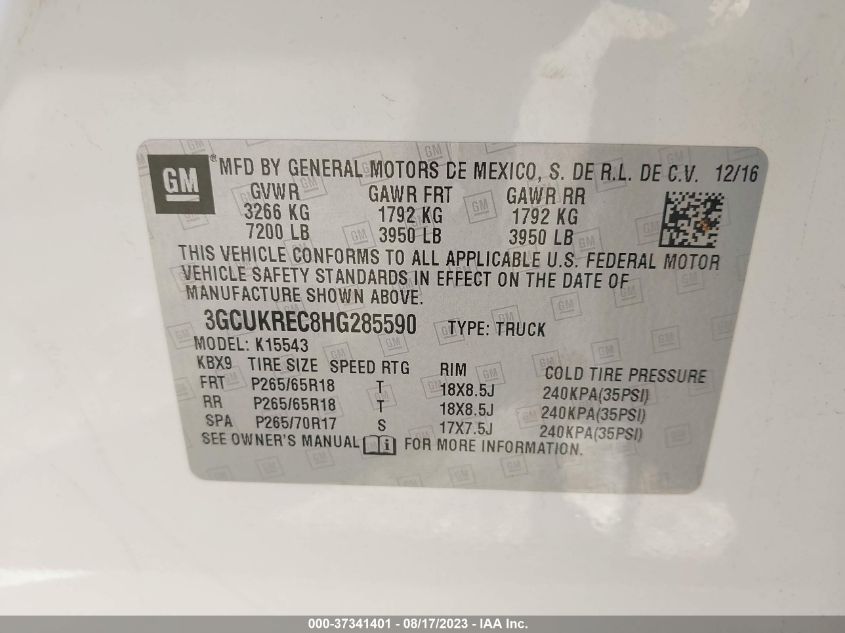 GM ® MFD BY GENERAL MOTORS DE MEXICO, S. DE R.L. DE C.V. 12/16
GVWR GAWR FRT GAWR RR
3266 KG 1792 KG 1792 KG
7200 LB 3950 LB 3950 LB
THIS VEHICLE CONFORMS TO ALL APPLICABLE U.S. FEDERAL MOTOR
VEHICLE SAFETY STANDARDS IN EFFECT ON THE DATE OF
MANUFACTURE SHOWN ABOVE.
3GCUKREC8HG285590 TYPE: TRUCK
MODEL: K15543
KBX9 TIRE SIZE SPEED RTG RIM COLD TIRE PRESSURE
FRT P265/65R18 T 18X8.5J 240KPA(35PSI)
RR P265/65R18 T 18X8.5J 240KPA(35PSI)
SPA P265/70R17 S 17X7.5J 240KPA(35PSI)
SEE OWNER'S MANUAL FOR MORE INFORMATION.
000-37341401 - 08/17/2023 - IAA Inc.